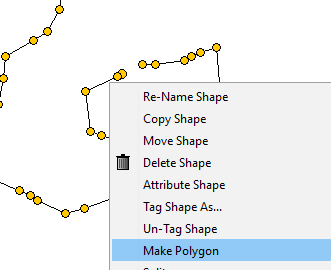 Re-Name Shape
Copy Shape
Move Shape
Delete Shape
Attribute Shape
Tag Shape As...
Un-Tag Shape
Make Polygon